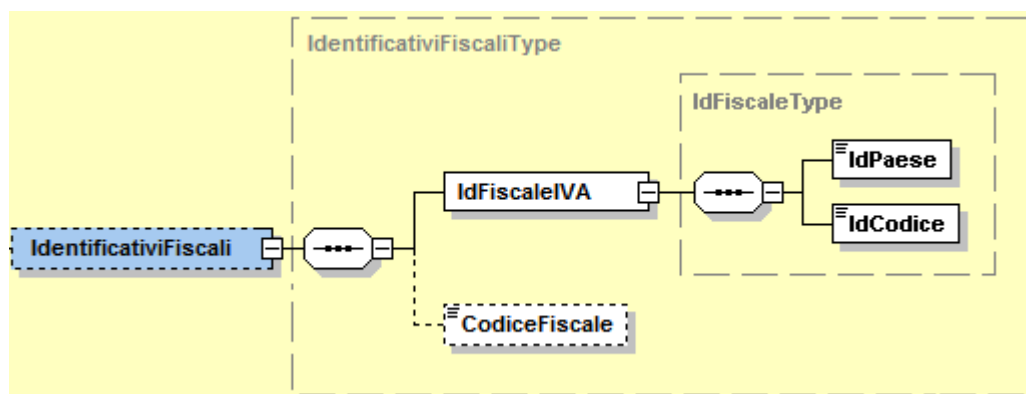 IdentificativiFiscaliType
IdFiscaleType
IdPaese
IdFiscaleIVA
IdCodice
IdentificativiFiscali
CodiceFiscale